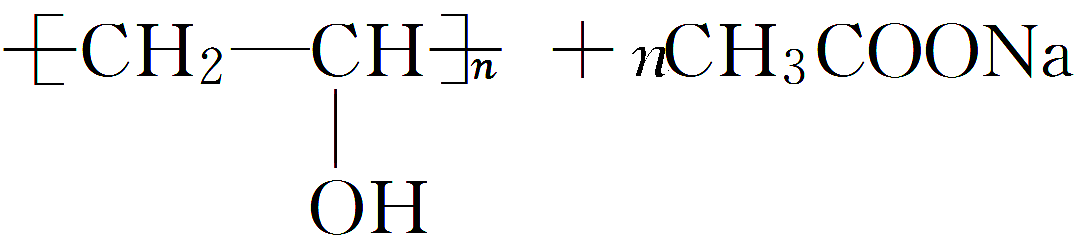 [CH₂—CH]ₙ + nCH₃COONa
OH